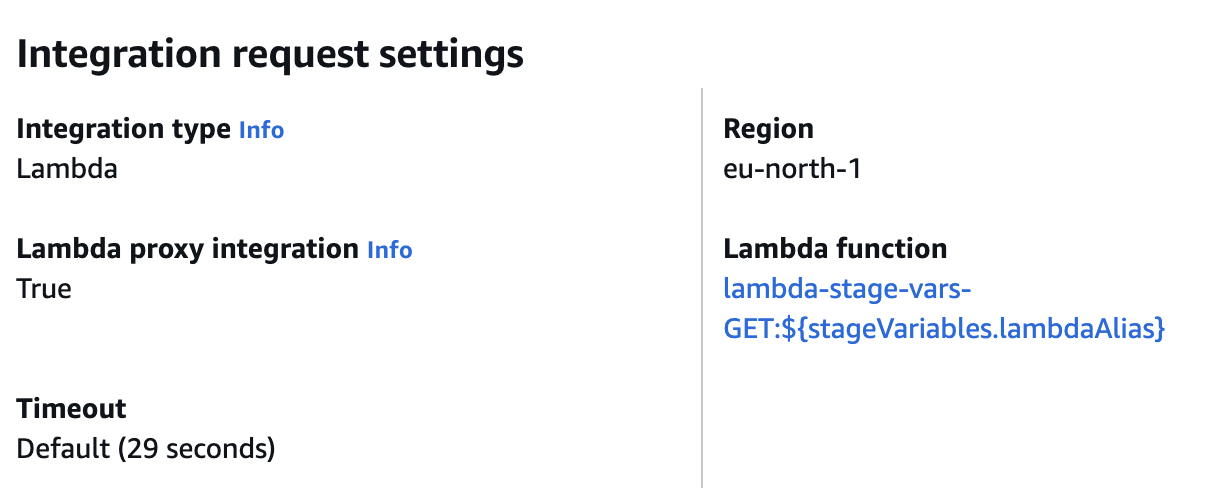 Integration request settings
Integration type Info
Lambda
Region
eu-north-1
Lambda proxy integration Info
True
Lambda function
lambda-stage-vars-
GET:${stageVariables.lambdaAlias}
Timeout
Default (29 seconds)